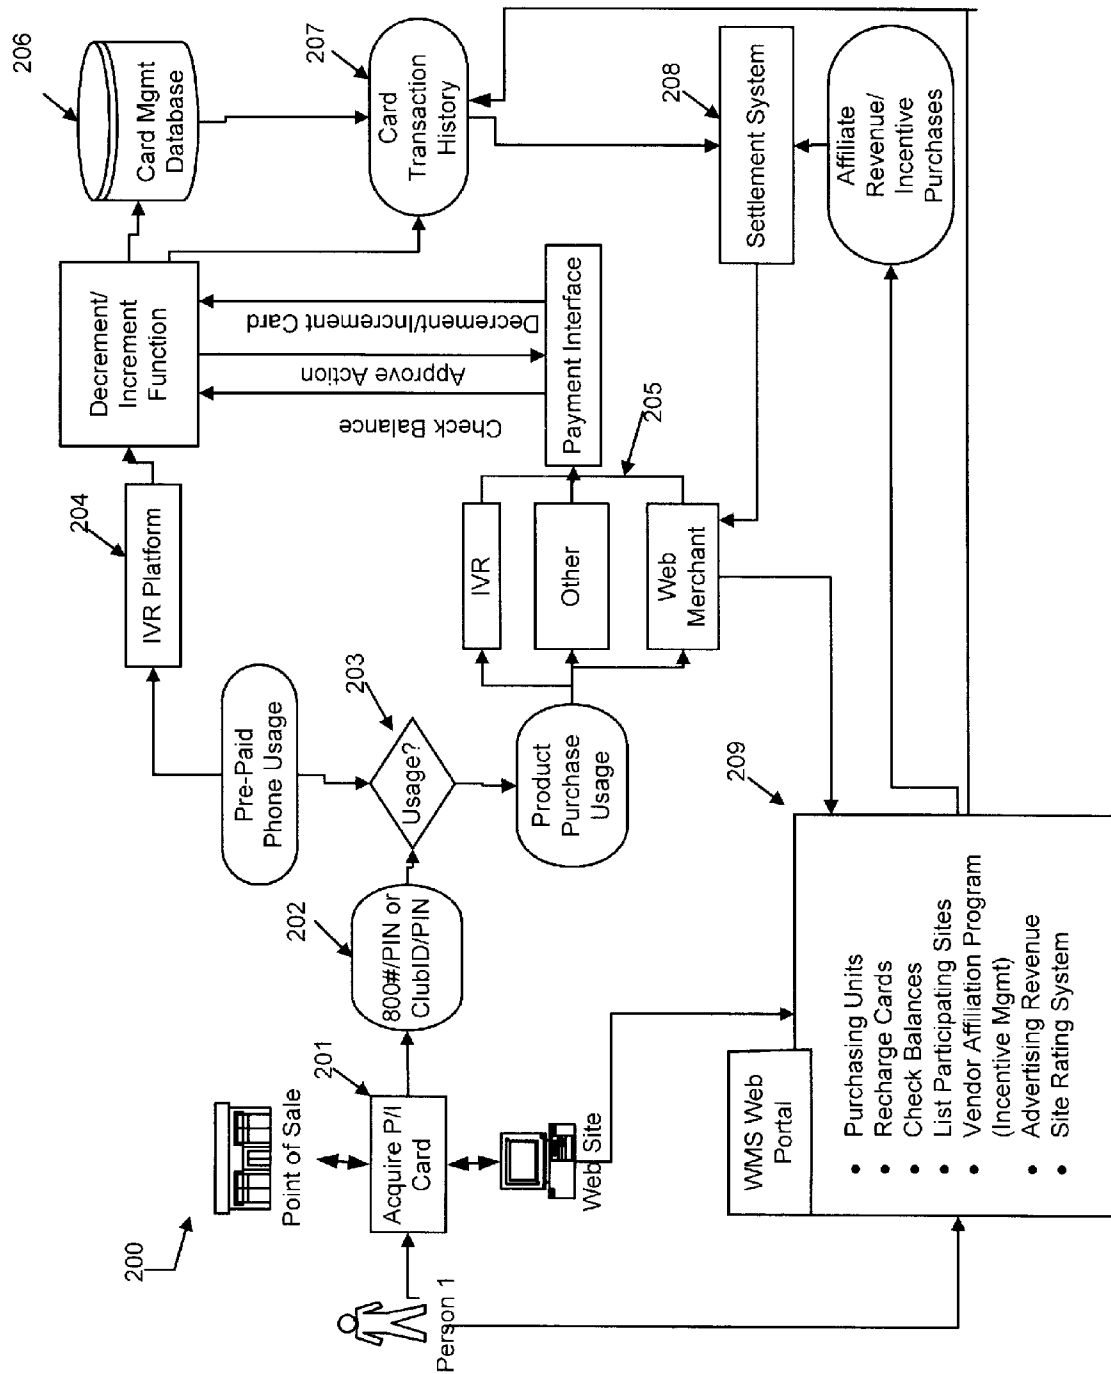 200
Point of Sale
Person 1
201
Acquire P/I
Card
Web Site
202
800#/PIN or
ClubID/PIN
203
Usage?
Pre-Paid
Phone Usage
204
IVR Platform
Decrement/
Increment
Function
206
Card Mgmt
Database
207
Card
Transaction
History
Check Balance
Approve Action
Decrement/Increment Card
Payment Interface
205
IVR
Other
Web
Merchant
Product
Purchase
Usage
208
Settlement System
Affiliate
Revenue/
Incentive
Purchases
209
WMS Web
Portal
• Purchasing Units
• Recharge Cards
• Check Balances
• List Participating Sites
• Vendor Affiliation Program
(Incentive Mgmt)
• Advertising Revenue
• Site Rating System